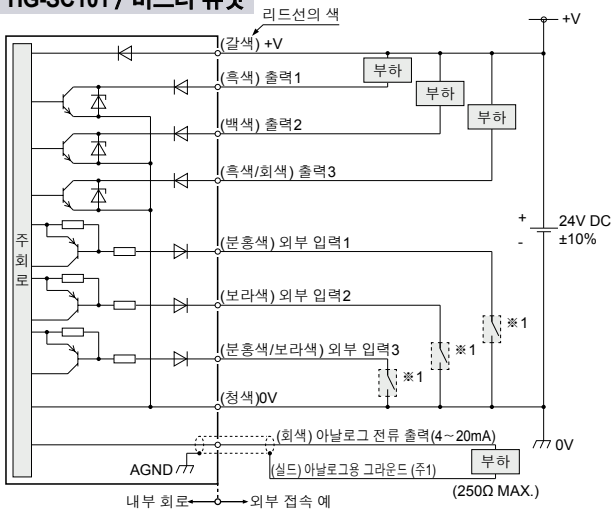 HG-SC101 / 마스터 유닛
리드선의 색
+V
(갈색) +V
부하
(흑색) 출력1
부하
부하
(백색) 출력2
(흑색/회색) 출력3
+
-
24V DC
±10%
주회로
(분홍색) 외부 입력1
(보라색) 외부 입력2
※1
※1
(분홍색/보라색) 외부 입력3
※1
(청색)0V
(회색) 아날로그 전류 출력(4~20mA)
0V
AGND
(실드) 아날로그용 그라운드 (주1)
부하
(250Ω MAX.)
내부 회로
외부 접속 예